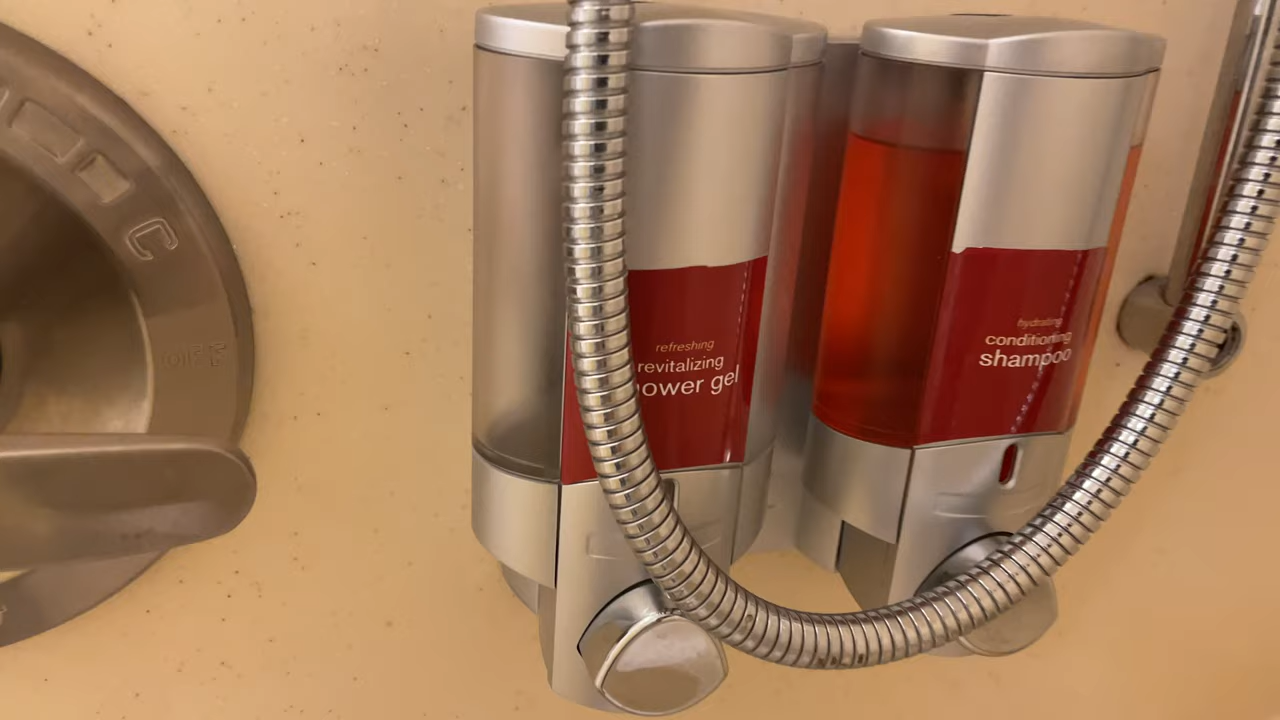 C
refreshing
revitalizing
ower gel
hydrating
conditioning
shampoo